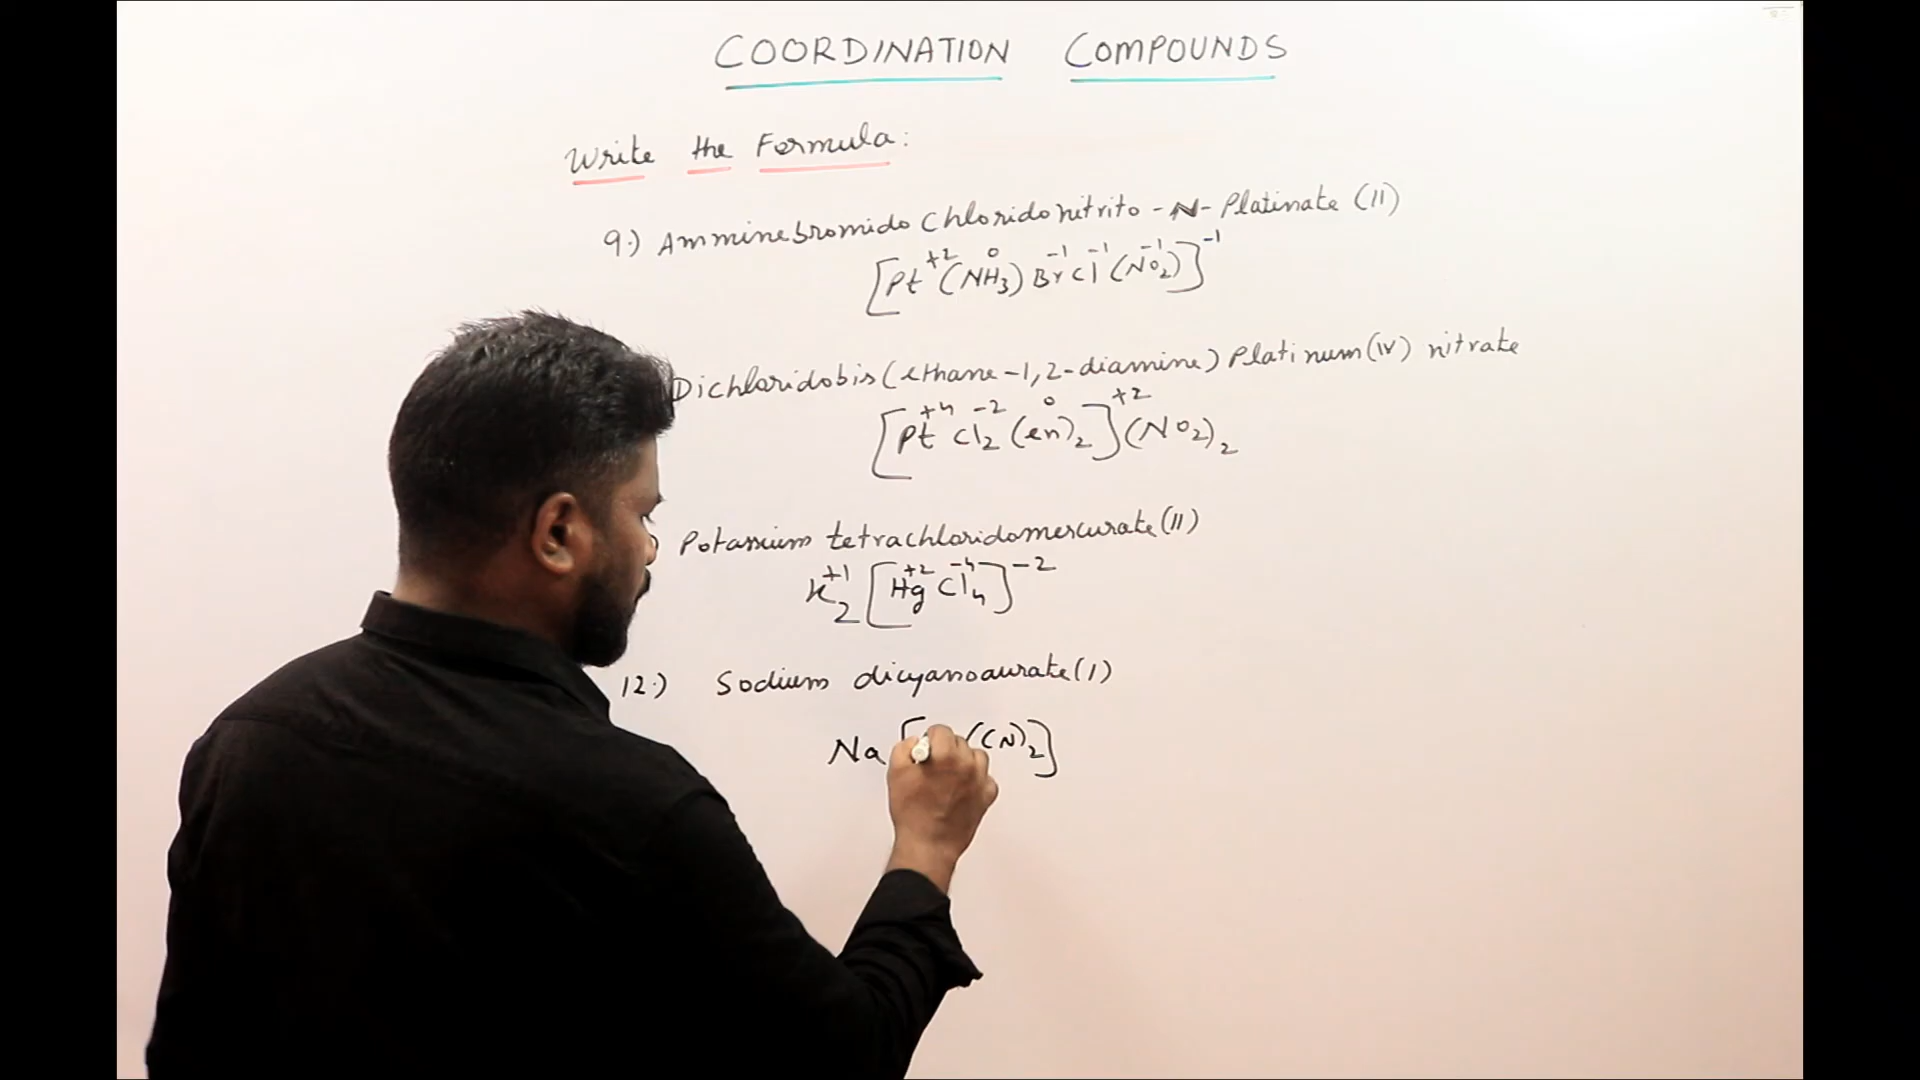 COORDINATION COMPOUNDS
Write the Formula:
9.) Amminebromidochloridonitrito-N-Platinate (II)
[Pt⁺² (NH₃)⁰ Br⁻¹ Cl⁻¹ (NO₂)⁻¹]⁻¹
Dichloridobis(ethane-1,2-diamine)Platinum(IV) nitrate
[Pt⁺⁴ Cl₂⁻² (en)₂⁰]⁺² (NO₂)₂
Potassium tetrachloridomercurate(II)
K₂⁺¹ [Hg⁺² Cl₄⁻⁴]⁻²
12.) Sodium dicyanoaurate(I)
Na [ (CN)₂]